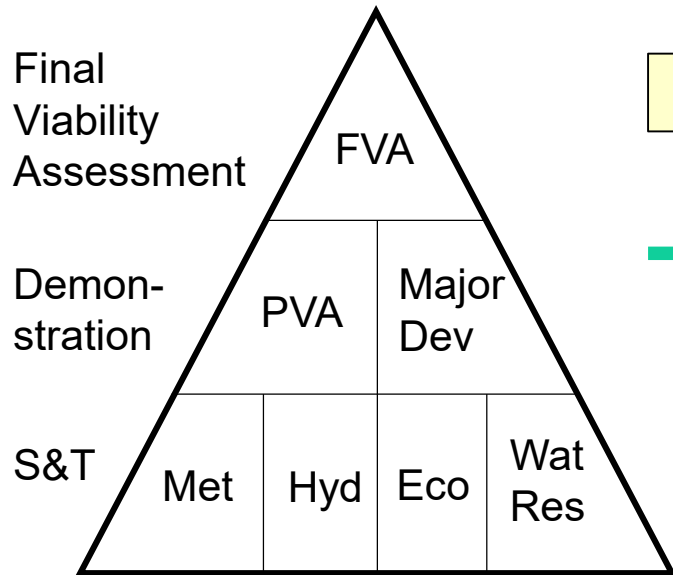 Final
Viability
Assessment
FVA
Demon-
stration
PVA
Major
Dev
S&T
Met
Hyd
Eco
Wat
Res